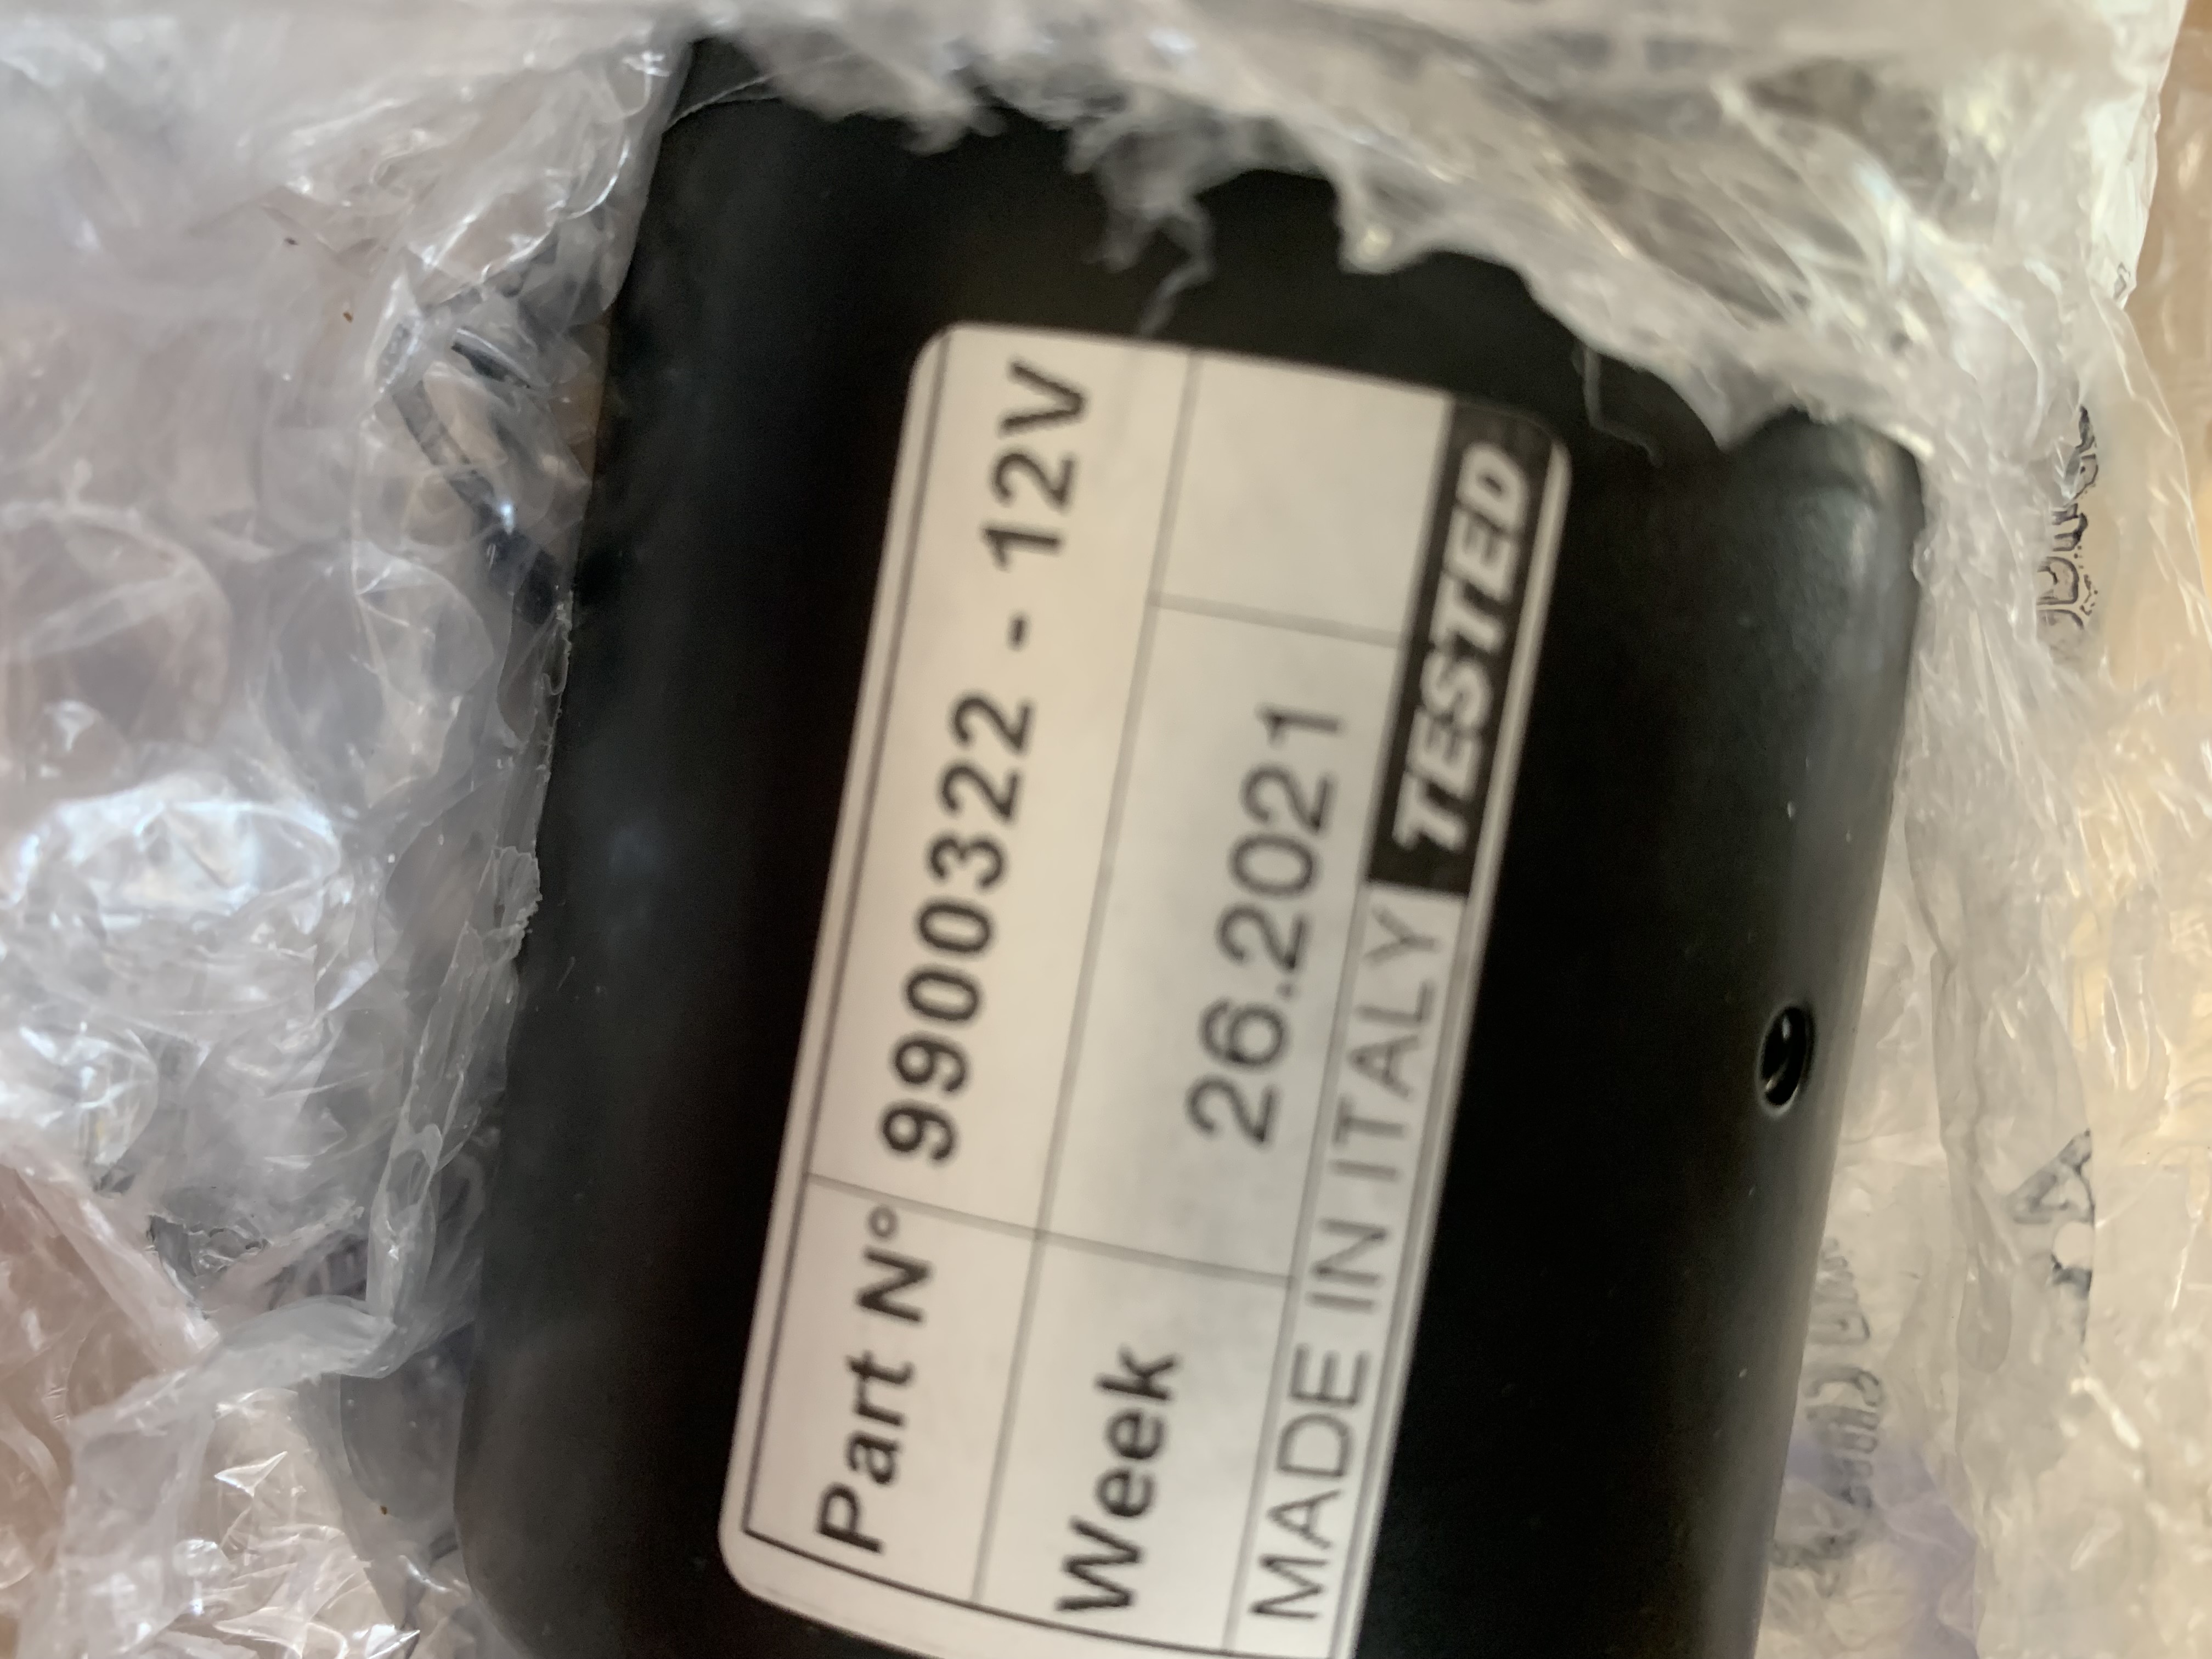 Part N° 9900322 - 12V
Week 26.2021
MADE IN ITALY TESTED